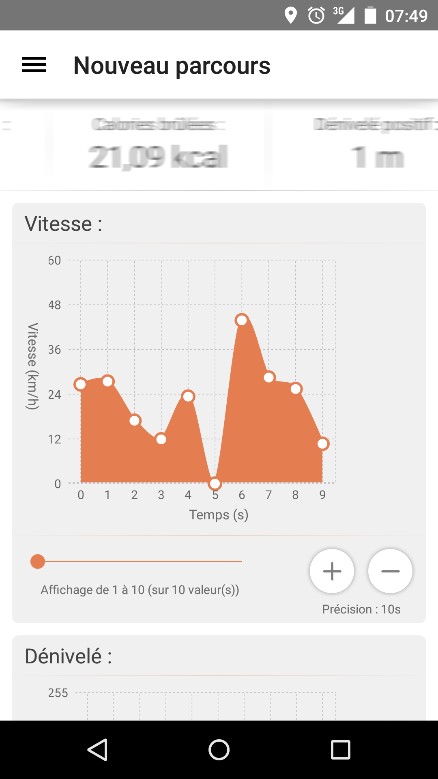 3G 07:49
Nouveau parcours
: Calories brûlées : Dénivelé positif :
21,09 kcal 1 m
Vitesse :
60
48
36
24
12
0
Vitesse (km/h)
0 1 2 3 4 5 6 7 8 9
Temps (s)
Affichage de 1 à 10 (sur 10 valeur(s))
+ −
Précision : 10s
Dénivelé :
255